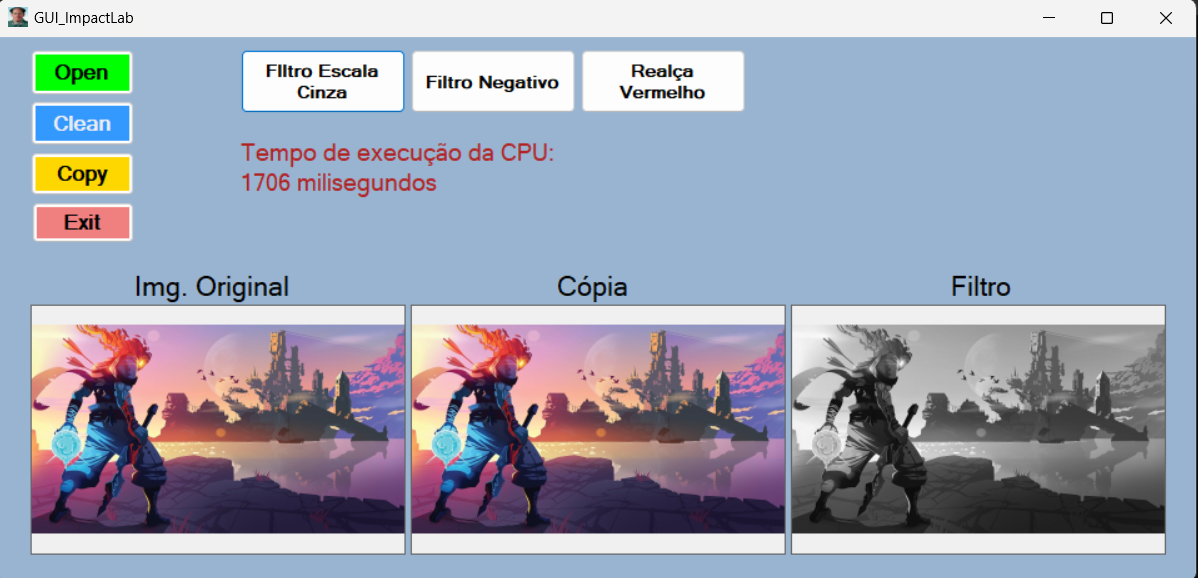 GUI_ImpactLab
Open
Clean
Copy
Exit
FIltro Escala
Cinza
Filtro Negativo
Realça
Vermelho
Tempo de execução da CPU:
1706 milisegundos
Img. Original
Cópia
Filtro